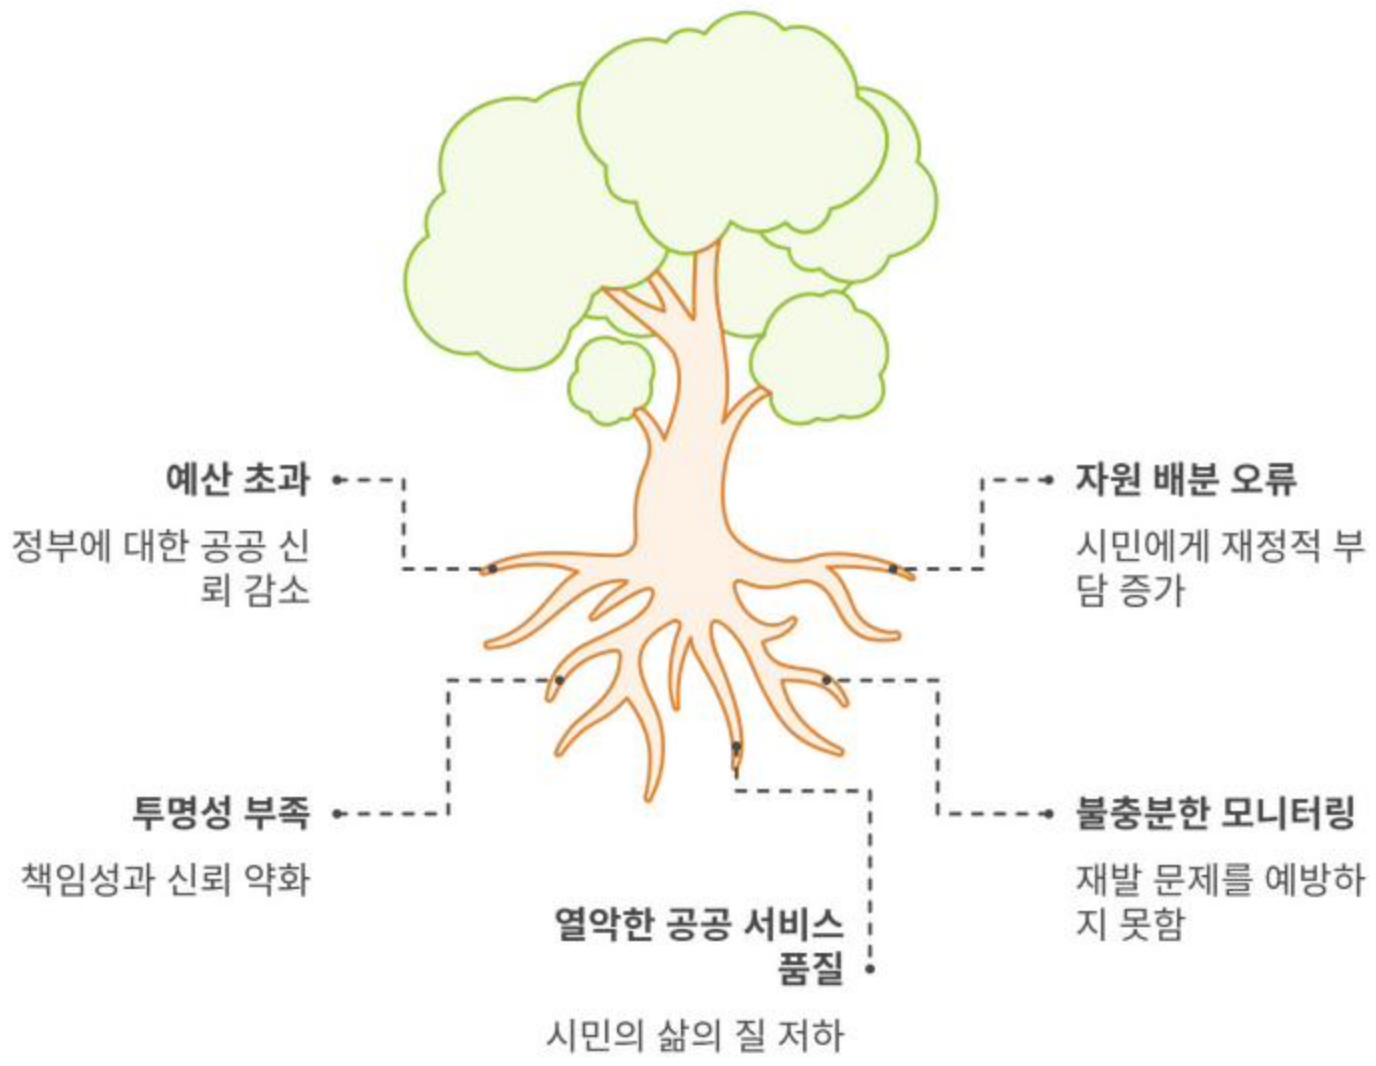 예산 초과
정부에 대한 공공 신
뢰 감소
자원 배분 오류
시민에게 재정적 부
담 증가
투명성 부족
책임성과 신뢰 약화
불충분한 모니터링
재발 문제를 예방하
지 못함
열악한 공공 서비스
품질
시민의 삶의 질 저하